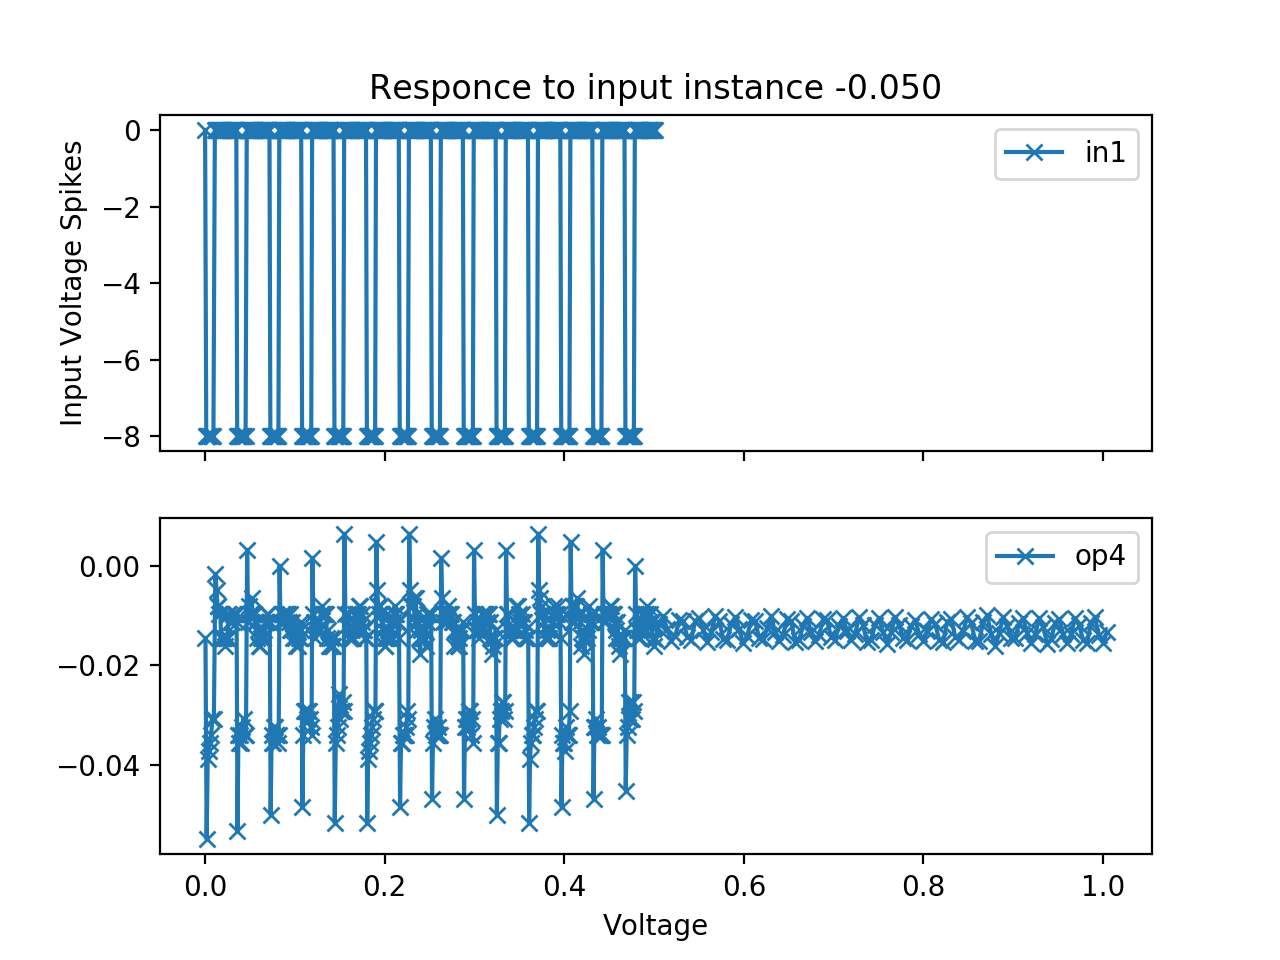 Responce to input instance -0.050
0
−2
−4
−6
−8
Input Voltage Spikes
in1
0.00
−0.02
−0.04
op4
0.0 0.2 0.4 0.6 0.8 1.0
Voltage